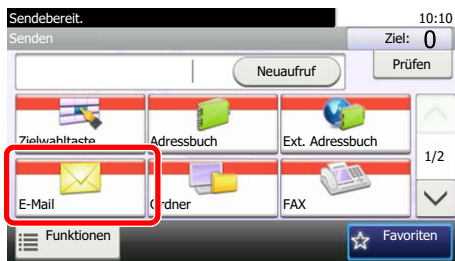 Sendebereit.
10:10
Senden
Ziel: 0
Neuaufruf
Prüfen
Zielwahltaste
Adressbuch
Ext. Adressbuch
1/2
E-Mail
Ordner
FAX
Funktionen
Favoriten